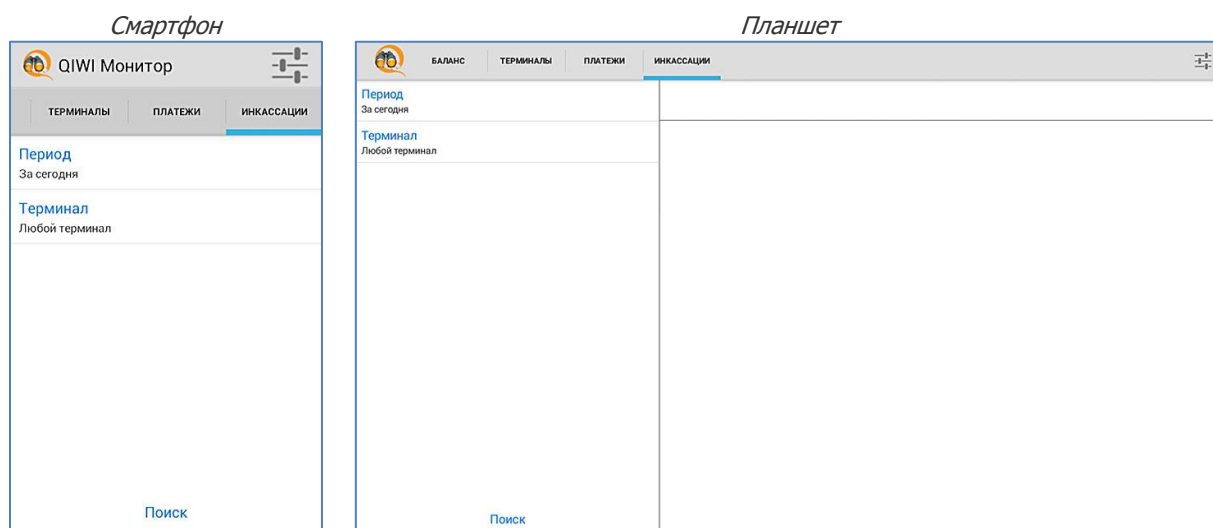 Смартфон
Планшет
QIWI Монитор
ТЕРМИНАЛЫ ПЛАТЕЖИ ИНКАССАЦИИ
Период
За сегодня
Терминал
Любой терминал
Поиск
БАЛАНС ТЕРМИНАЛЫ ПЛАТЕЖИ ИНКАССАЦИИ
Период
За сегодня
Терминал
Любой терминал
Поиск